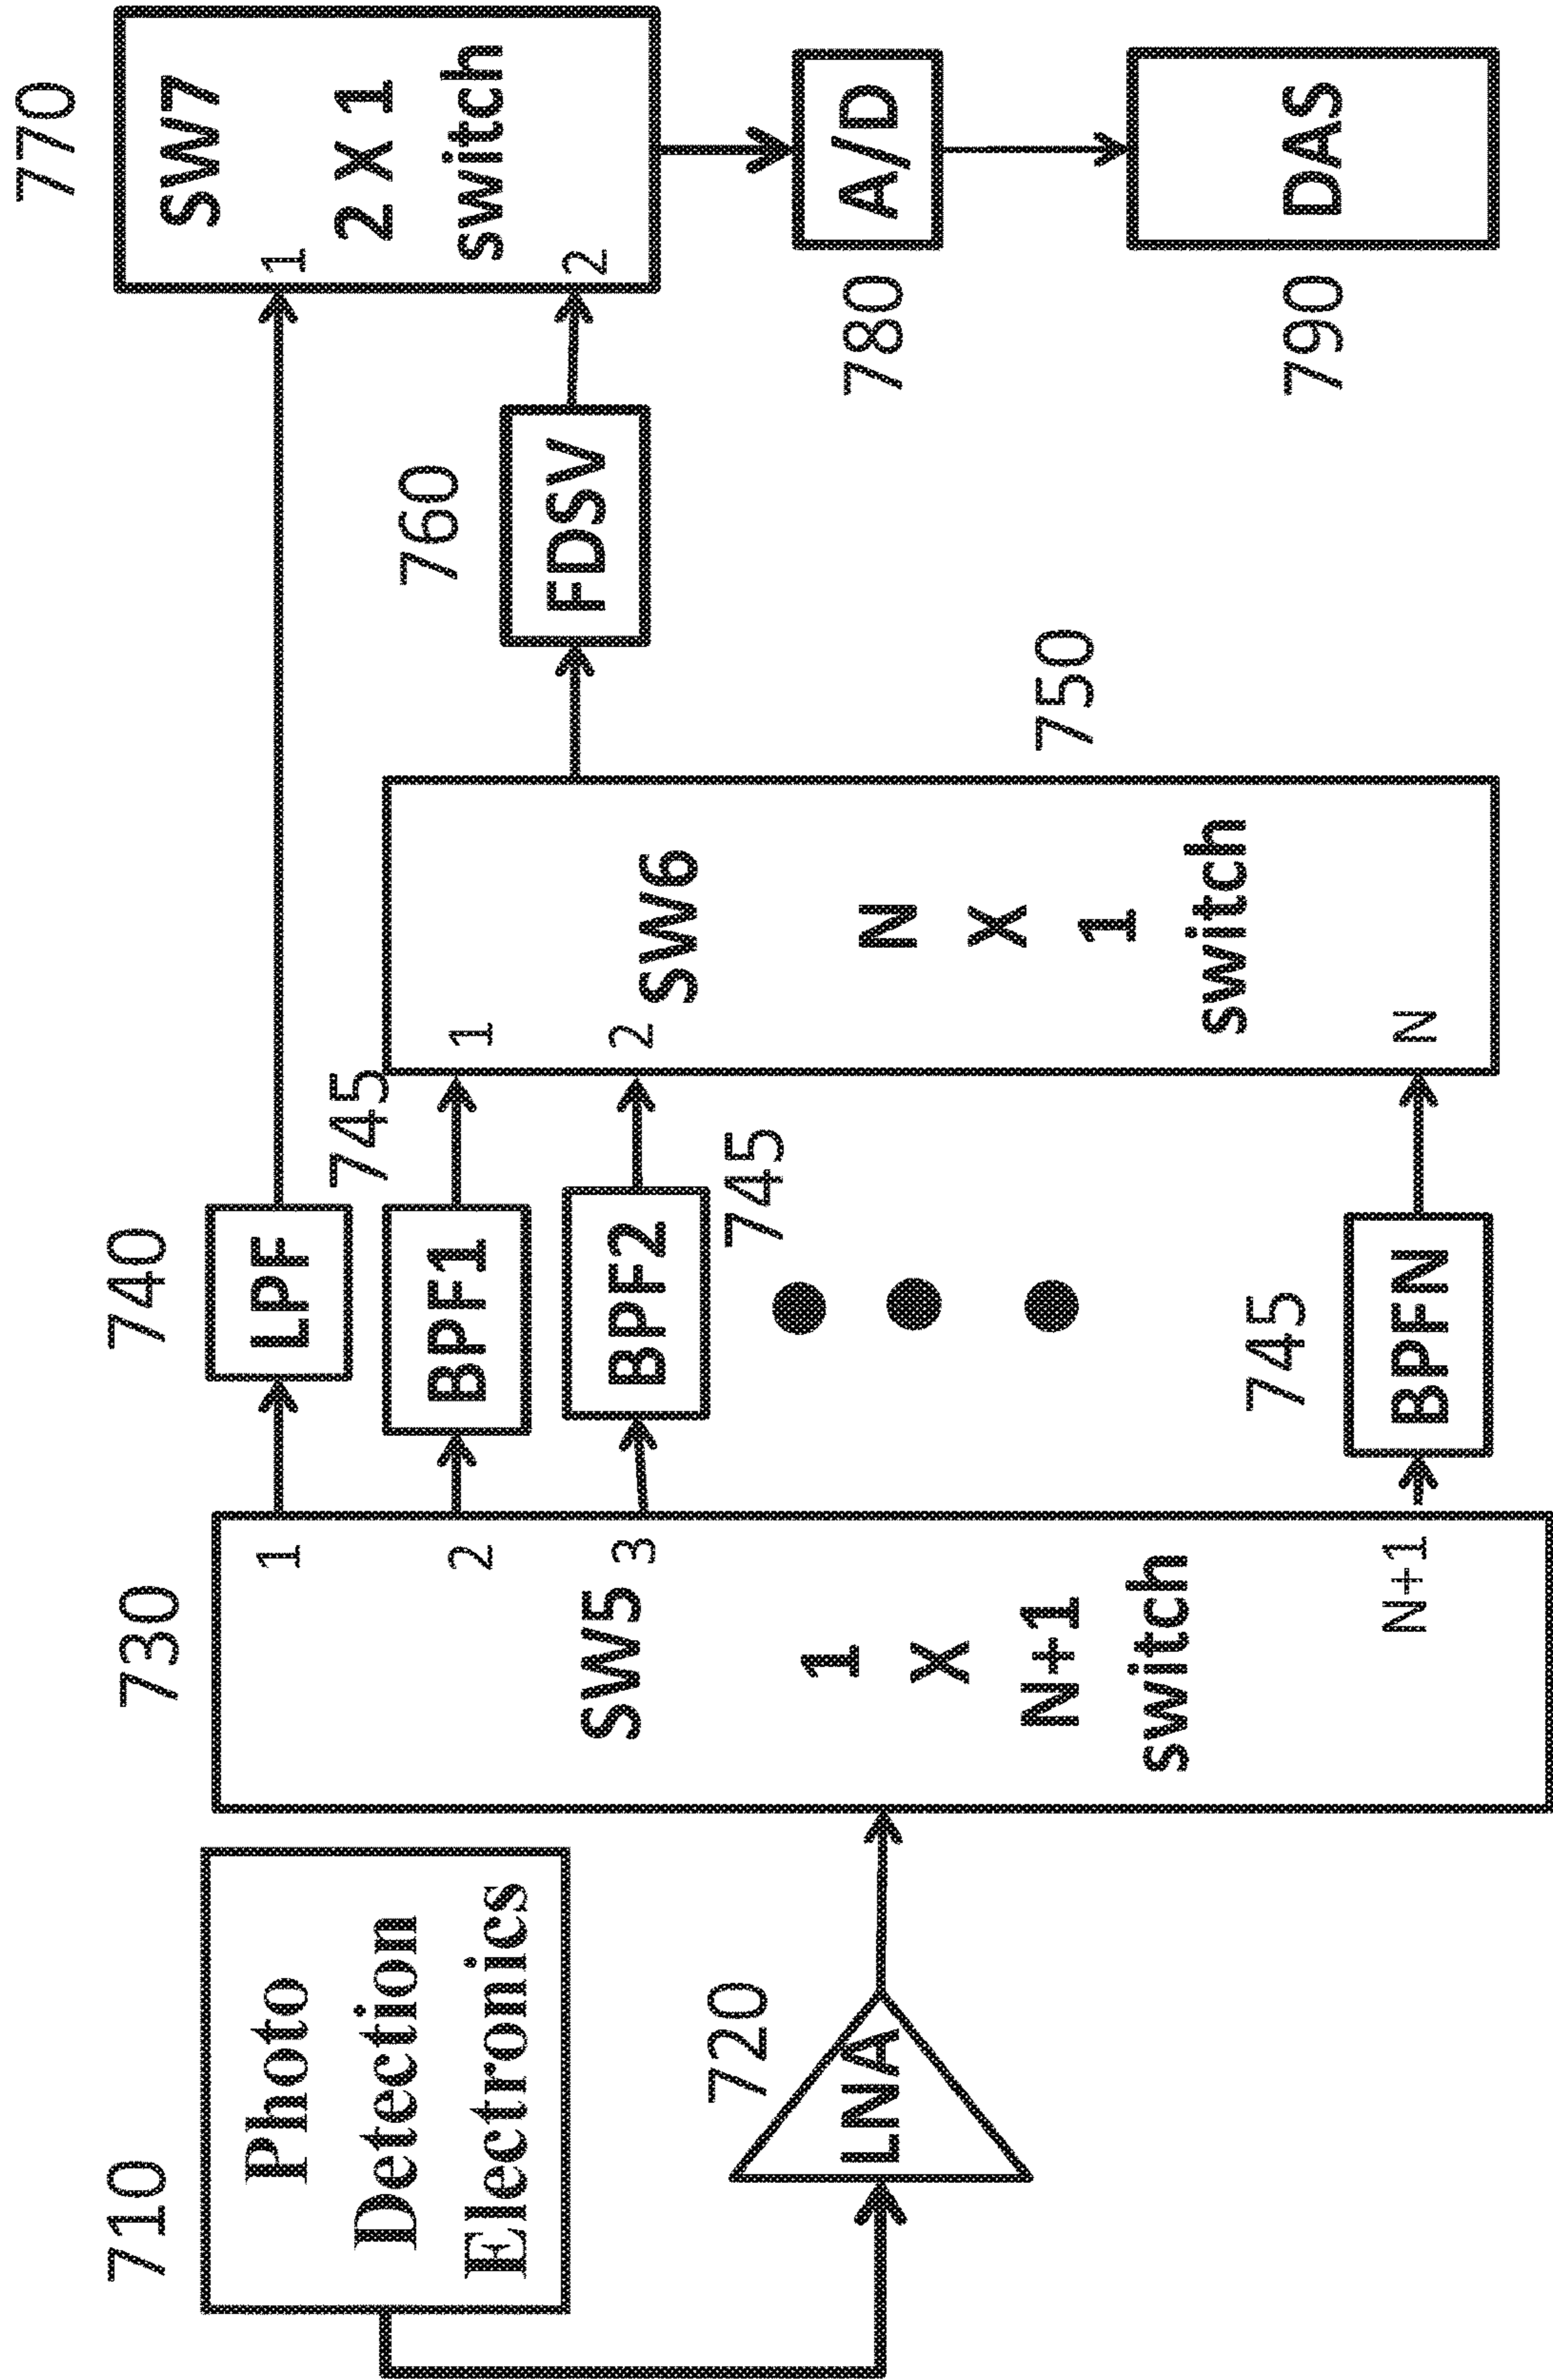 710
Photo
Detection
Electronics
720
LNA
730
SW5
1
X
N+1
switch
1
2
3
N+1
740
LPF
745
BPF1
BPF2
745
745
BPFN
750
SW6
N
X
1
switch
1
2
N
760
FDSV
770
SW7
2 X 1
switch
1
2
780
A/D
790
DAS